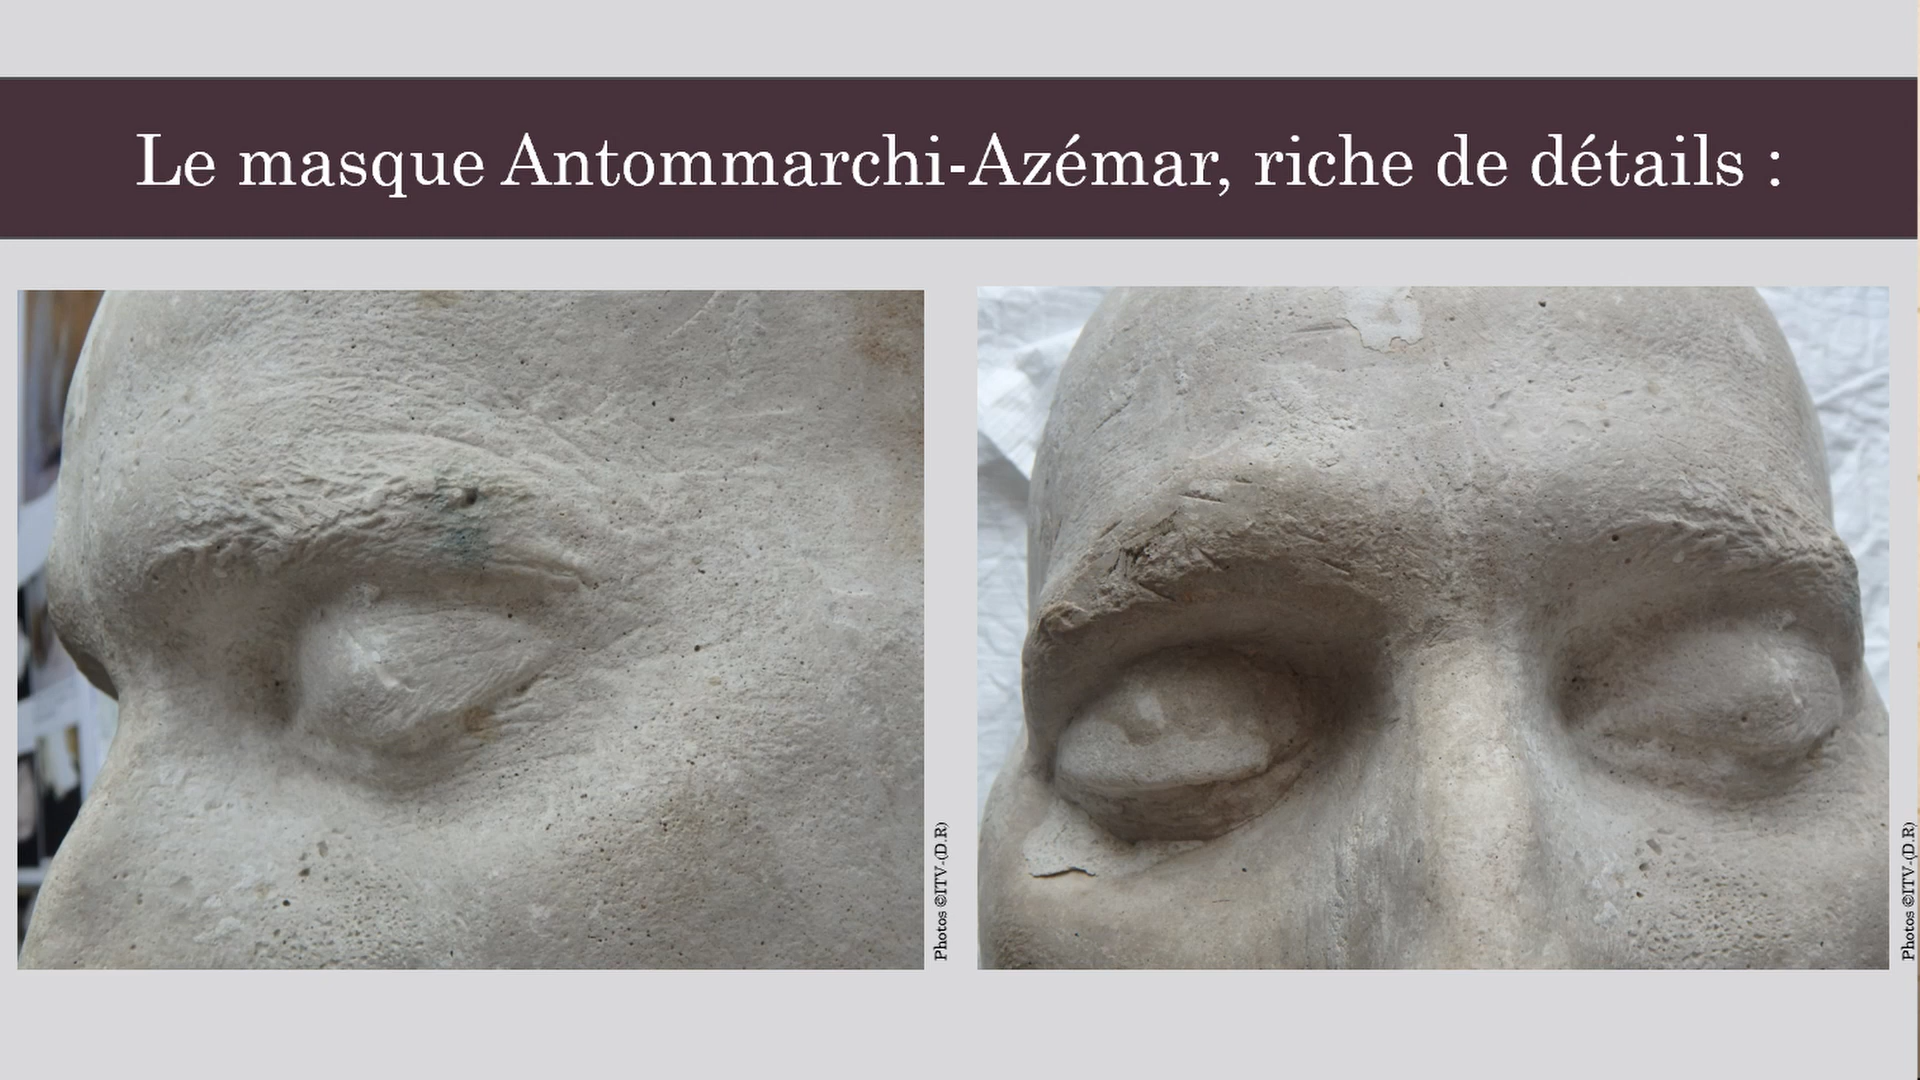 Le masque Antommarchi-Azémar, riche de détails :
Photos ©ITV-(D.R)
Photos ©ITV-(D.R)